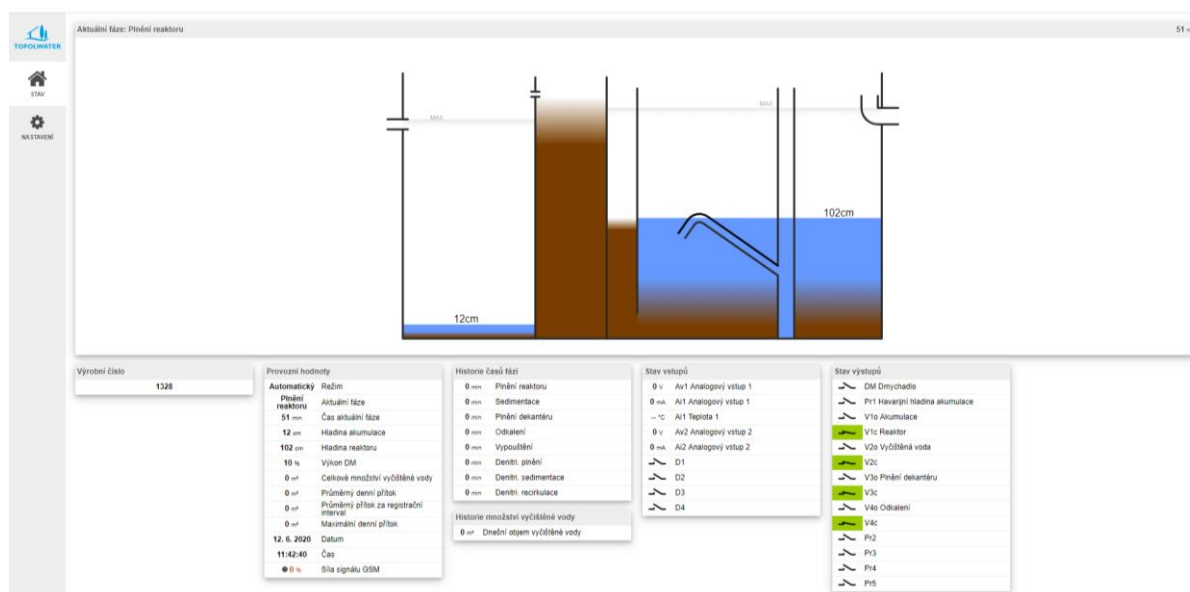 TOPOLWATER
STAV
NASTAVENÍ
Aktuální fáze: Plnění reaktoru
51
MAX
MAX
102cm
12cm
Výrobní číslo
1328
Provozní hodnoty
Automatický Režim
Plnění reaktoru Aktuální fáze
51 min Čas aktuální fáze
12 cm Hladina akumulace
102 cm Hladina reaktoru
10 % Výkon DM
0 m³ Celkové množství vyčištěné vody
0 m³ Průměrný denní přítok
0 m³ Průměrný přítok za registrační interval
0 m³ Maximální denní přítok
12. 6. 2020 Datum
11:42:40 Čas
0 % Síla signálu GSM
Historie časů fází
0 min Plnění reaktoru
0 min Sedimentace
0 min Plnění dekantéru
0 min Odkalení
0 min Vypouštění
0 min Denitri. plnění
0 min Denitri. sedimentace
0 min Denitri. recirkulace
Historie množství vyčištěné vody
0 m³ Dnešní objem vyčištěné vody
Stav vstupů
0 V Av1 Analogový vstup 1
0 mA Ai1 Analogový vstup 1
-- °C Ai1 Teplota 1
0 V Av2 Analogový vstup 2
0 mA Ai2 Analogový vstup 2
D1
D2
D3
D4
Stav výstupů
DM Dmychadlo
Pr1 Havarijní hladina akumulace
V1o Akumulace
V1c Reaktor
V2o Vyčištěná voda
V2c
V3o Plnění dekantéru
V3c
V4o Odkalení
V4c
Pr2
Pr3
Pr4
Pr5